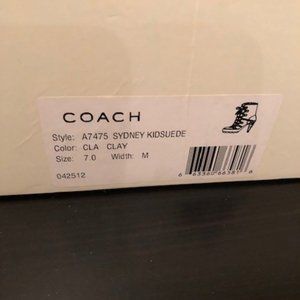 COACH
Style: A7475 SYDNEY KIDSUEDE
Color: CLA CLAY
Size: 7.0 Width: M
042512